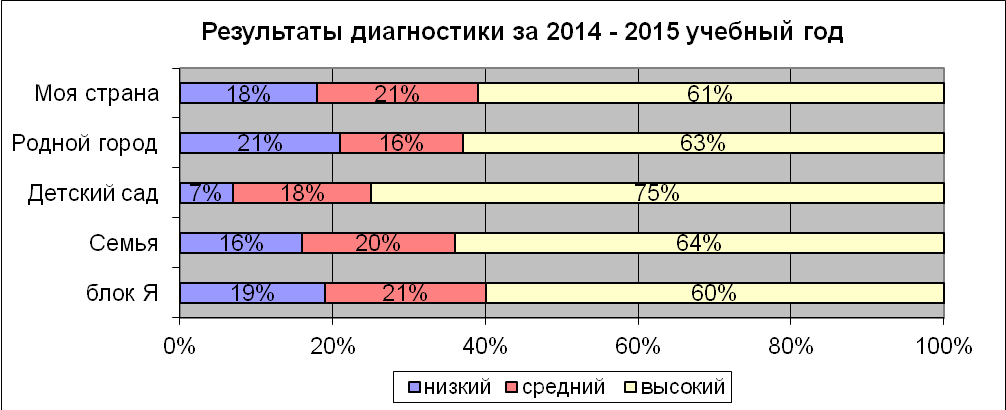 Результаты диагностики за 2014 - 2015 учебный год
Моя страна 18% 21% 61%
Родной город 21% 16% 63%
Детский сад 7% 18% 75%
Семья 16% 20% 64%
блок Я 19% 21% 60%
0% 20% 40% 60% 80% 100%
низкий средний высокий